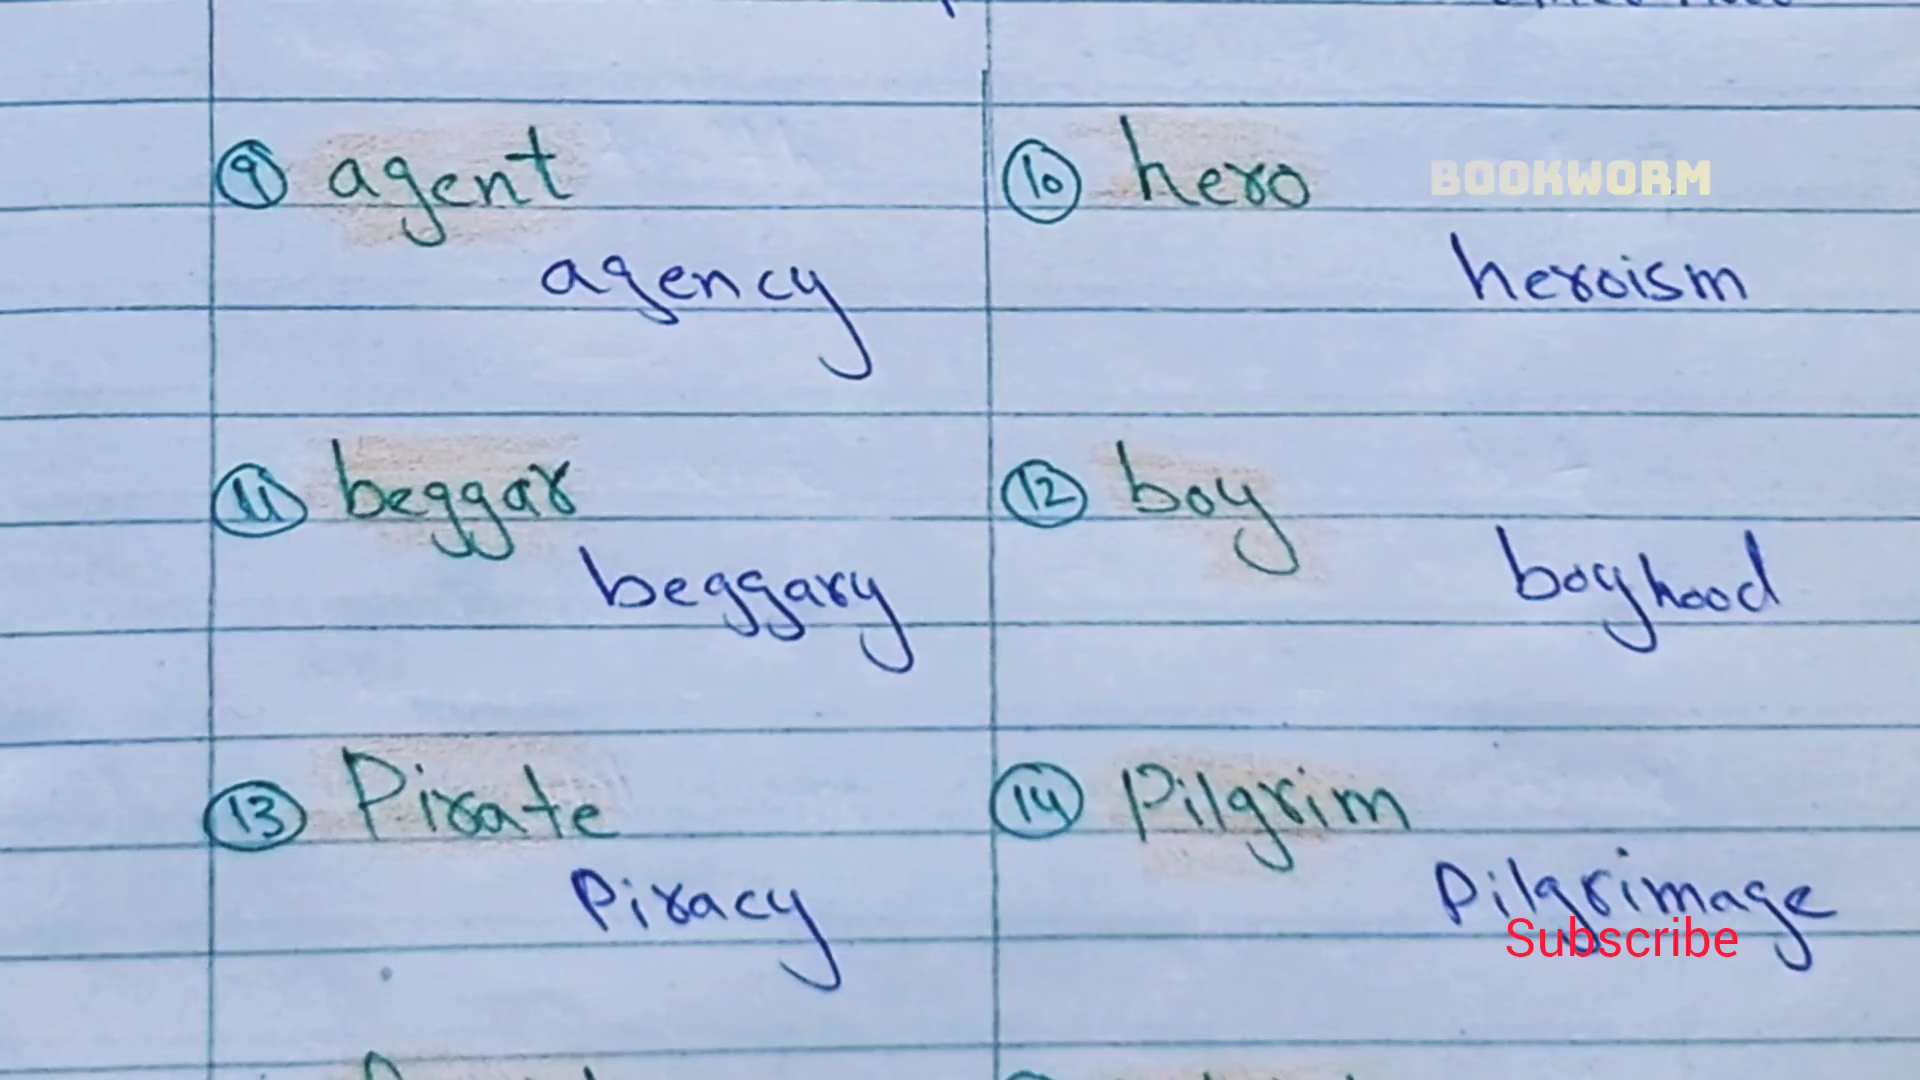 9 agent
agency
10 hero
BOOKWORM
heroism
11 beggar
beggary
12 boy
boyhood
13 Pirate
Piracy
14 Pilgrim
Pilgrimage
Subscribe